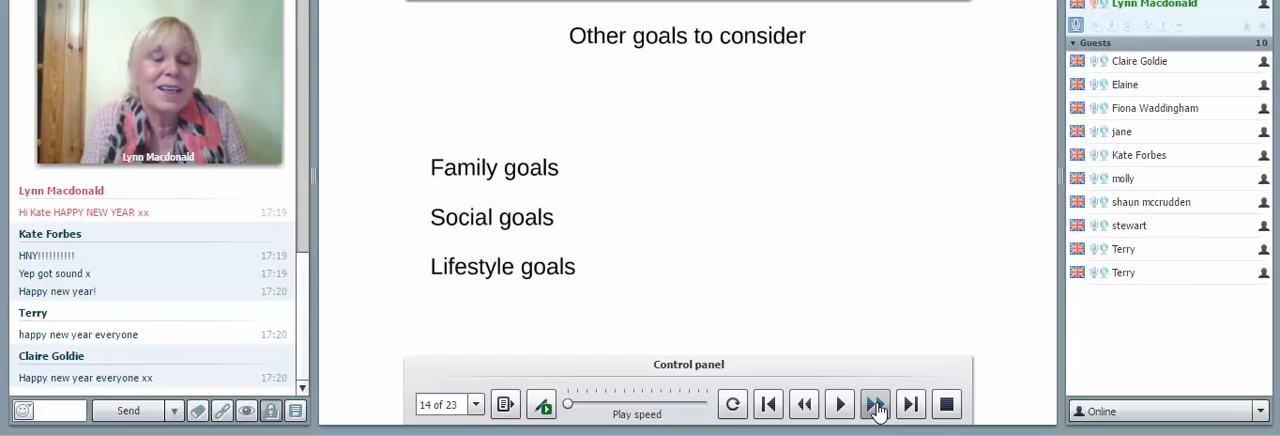 Lynn Macdonald
Lynn Macdonald
Hi Kate HAPPY NEW YEAR xx 17:19
Kate Forbes
HNY!!!!!!!!!! 17:19
Yep got sound x 17:19
Happy new year! 17:20
Terry
happy new year everyone 17:20
Claire Goldie
Happy new year everyone xx 17:20
Send
Other goals to consider
Family goals
Social goals
Lifestyle goals
Control panel
14 of 23
Play speed
Lynn Macdonald
Guests 10
Claire Goldie
Elaine
Fiona Waddingham
jane
Kate Forbes
molly
shaun mccrudden
stewart
Terry
Terry
Online